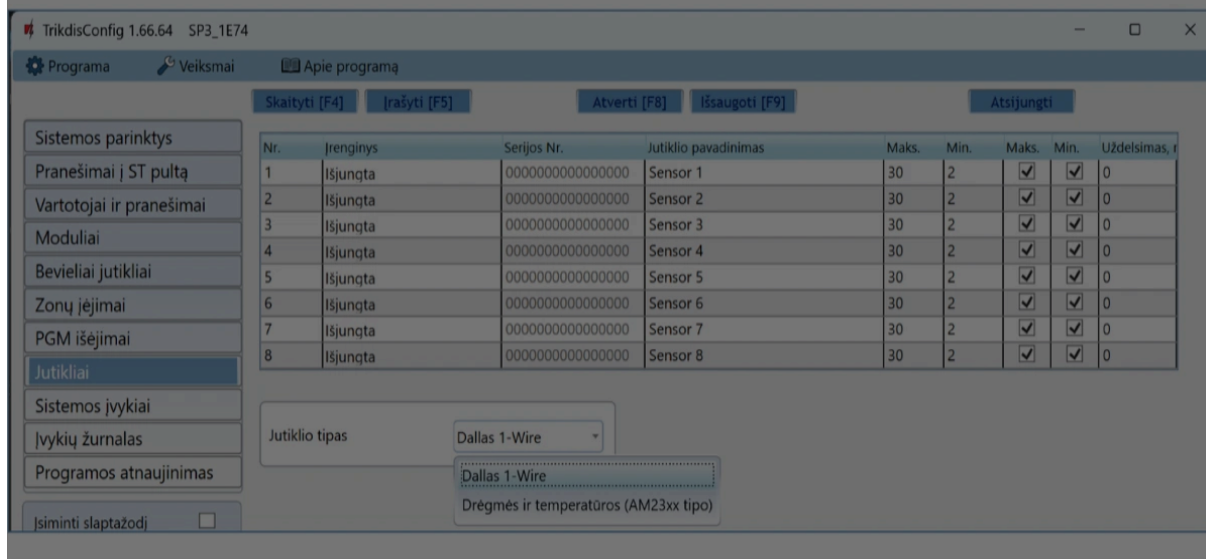 TrikdisConfig 1.66.64 SP3_1E74
Programa Veiksmai Apie programą
Skaityti [F4] Įrašyti [F5] Atverti [F8] Išsaugoti [F9] Atsijungti
Sistemos parinktys
Pranešimai į ST pultą
Vartotojai ir pranešimai
Moduliai
Bevieliai jutikliai
Zonų įėjimai
PGM išėjimai
Jutikliai
Sistemos įvykiai
Įvykių žurnalas
Programos atnaujinimas
Įsiminti slaptažodį
Nr. Įrenginys Serijos Nr. Jutiklio pavadinimas Maks. Min. Maks. Min. Uždelsimas,
1 Išjungta 0000000000000000 Sensor 1 30 2 0
2 Išjungta 0000000000000000 Sensor 2 30 2 0
3 Išjungta 0000000000000000 Sensor 3 30 2 0
4 Išjungta 0000000000000000 Sensor 4 30 2 0
5 Išjungta 0000000000000000 Sensor 5 30 2 0
6 Išjungta 0000000000000000 Sensor 6 30 2 0
7 Išjungta 0000000000000000 Sensor 7 30 2 0
8 Išjungta 0000000000000000 Sensor 8 30 2 0
Jutiklio tipas Dallas 1-Wire
Dallas 1-Wire
Drėgmės ir temperatūros (AM23xx tipo)